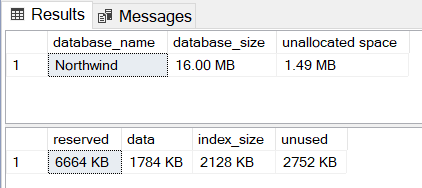 Results Messages
database_name database_size unallocated space
1 Northwind 16.00 MB 1.49 MB
reserved data index_size unused
1 6664 KB 1784 KB 2128 KB 2752 KB